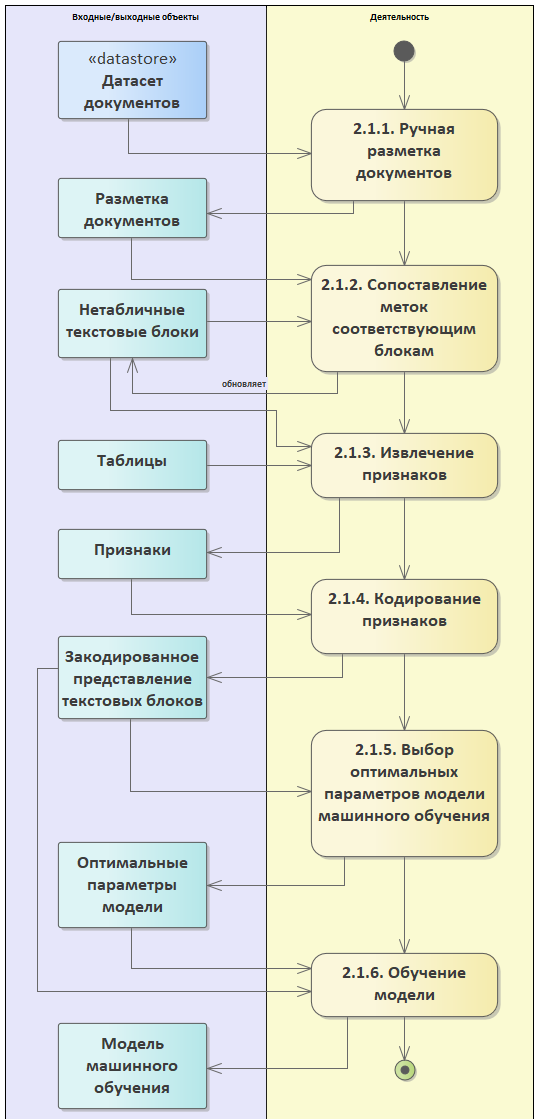 Входные/выходные объекты
Деятельность
«datastore»
Датасет
документов
2.1.1. Ручная
разметка
документов
Разметка
документов
2.1.2. Сопоставление
меток
соответствующим
блокам
Нетабличные
текстовые блоки
обновляет
2.1.3. Извлечение
признаков
Таблицы
Признаки
2.1.4. Кодирование
признаков
Закодированное
представление
текстовых блоков
2.1.5. Выбор
оптимальных
параметров модели
машинного обучения
Оптимальные
параметры
модели
2.1.6. Обучение
модели
Модель
машинного
обучения